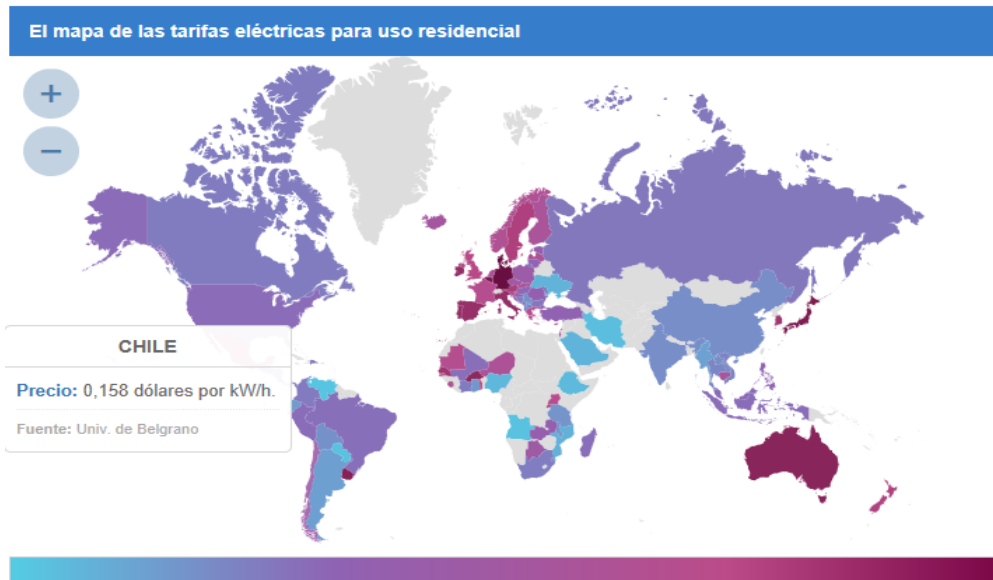 El mapa de las tarifas eléctricas para uso residencial
+
−
CHILE
Precio: 0,158 dólares por kW/h.
Fuente: Univ. de Belgrano